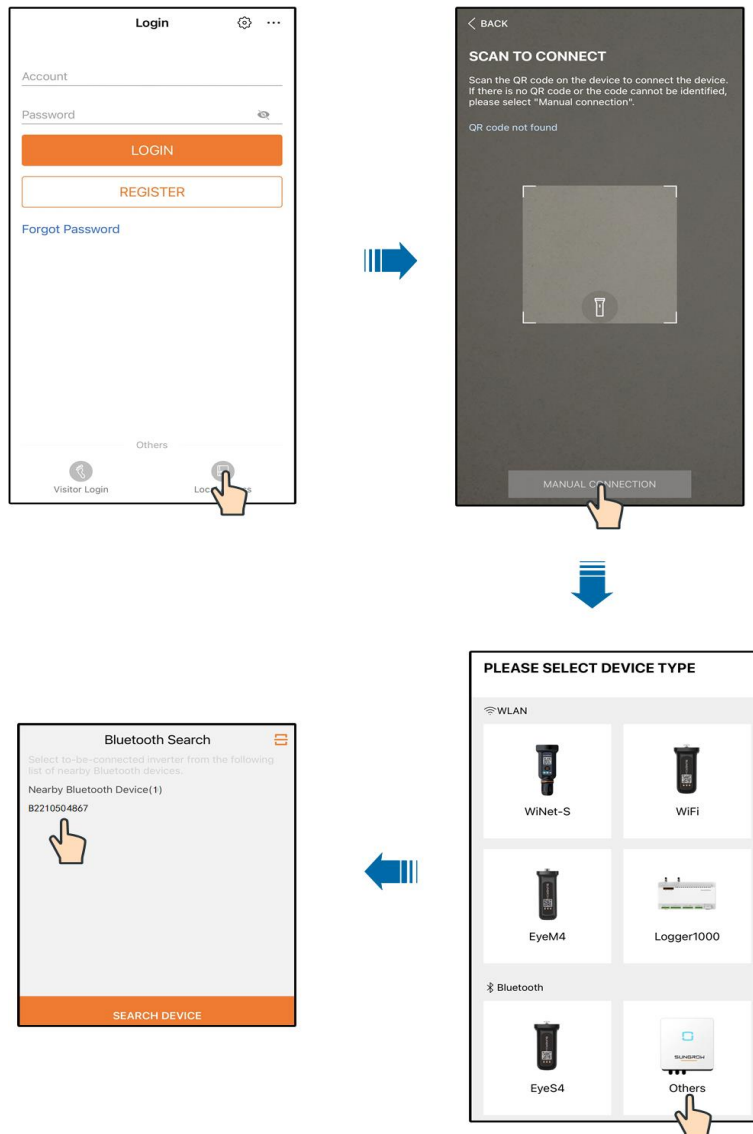 Login
Account
Password
LOGIN
REGISTER
Forgot Password
Others
Visitor Login
BACK
SCAN TO CONNECT
Scan the QR code on the device to connect the device.
If there is no QR code or the code cannot be identified,
please select "Manual connection".
QR code not found
MANUAL CONNECTION
PLEASE SELECT DEVICE TYPE
WLAN
WiNet-S
WiFi
EyeM4
Logger1000
Bluetooth
EyeS4
SUNGROW
Others
Bluetooth Search
Select to-be-connected inverter from the following
list of nearby Bluetooth devices.
Nearby Bluetooth Device(1)
B2210504867
SEARCH DEVICE